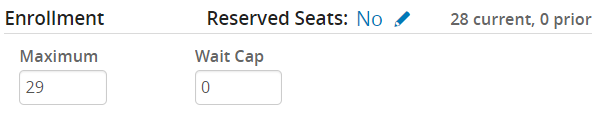 Enrollment Reserved Seats: No 28 current, 0 prior
Maximum Wait Cap
29 0